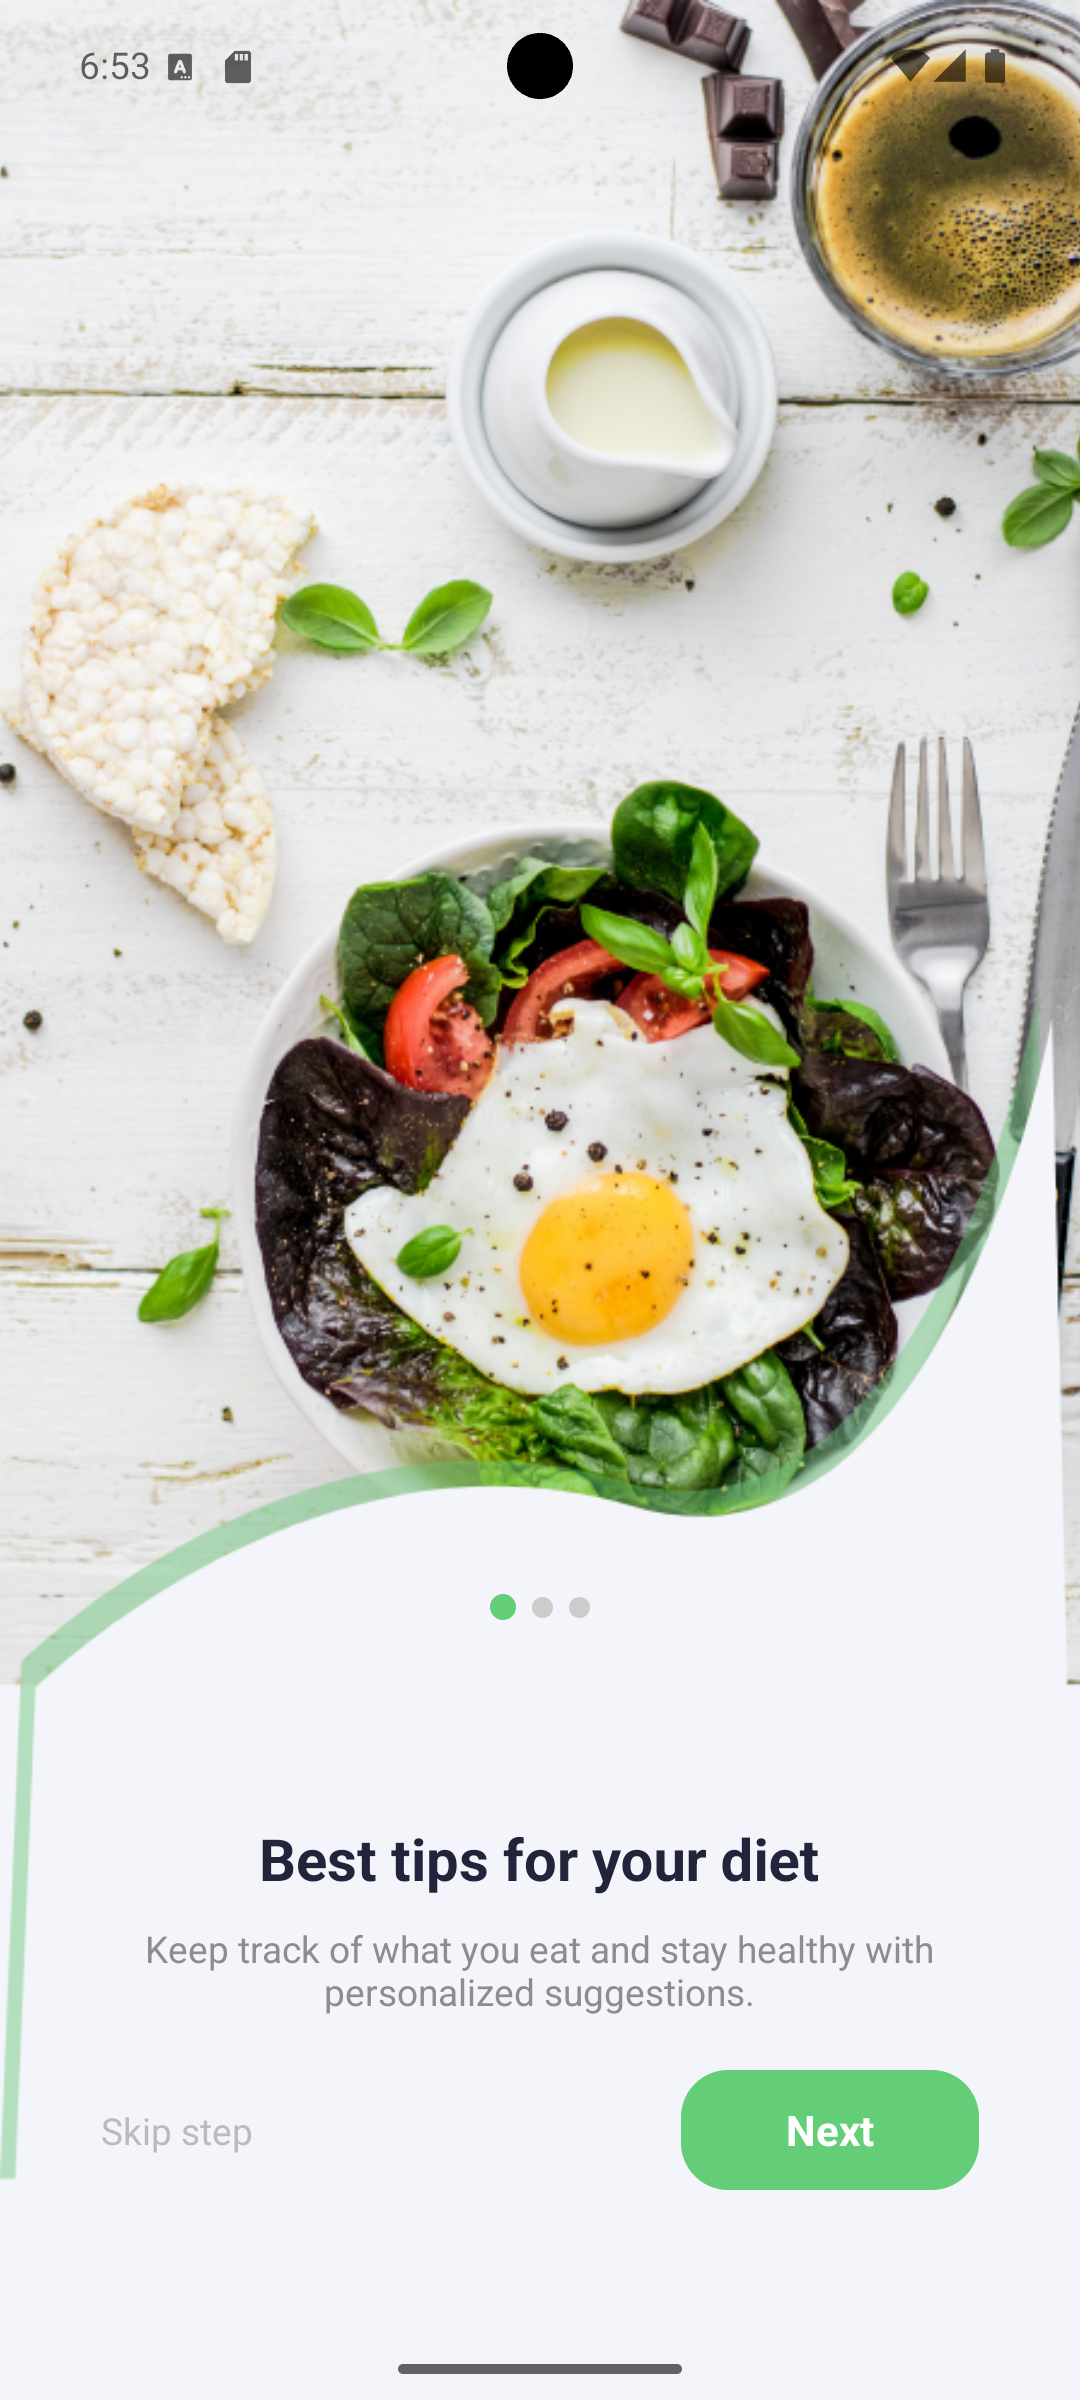 6:53
Best tips for your diet
Keep track of what you eat and stay healthy with
personalized suggestions.
Skip step
Next